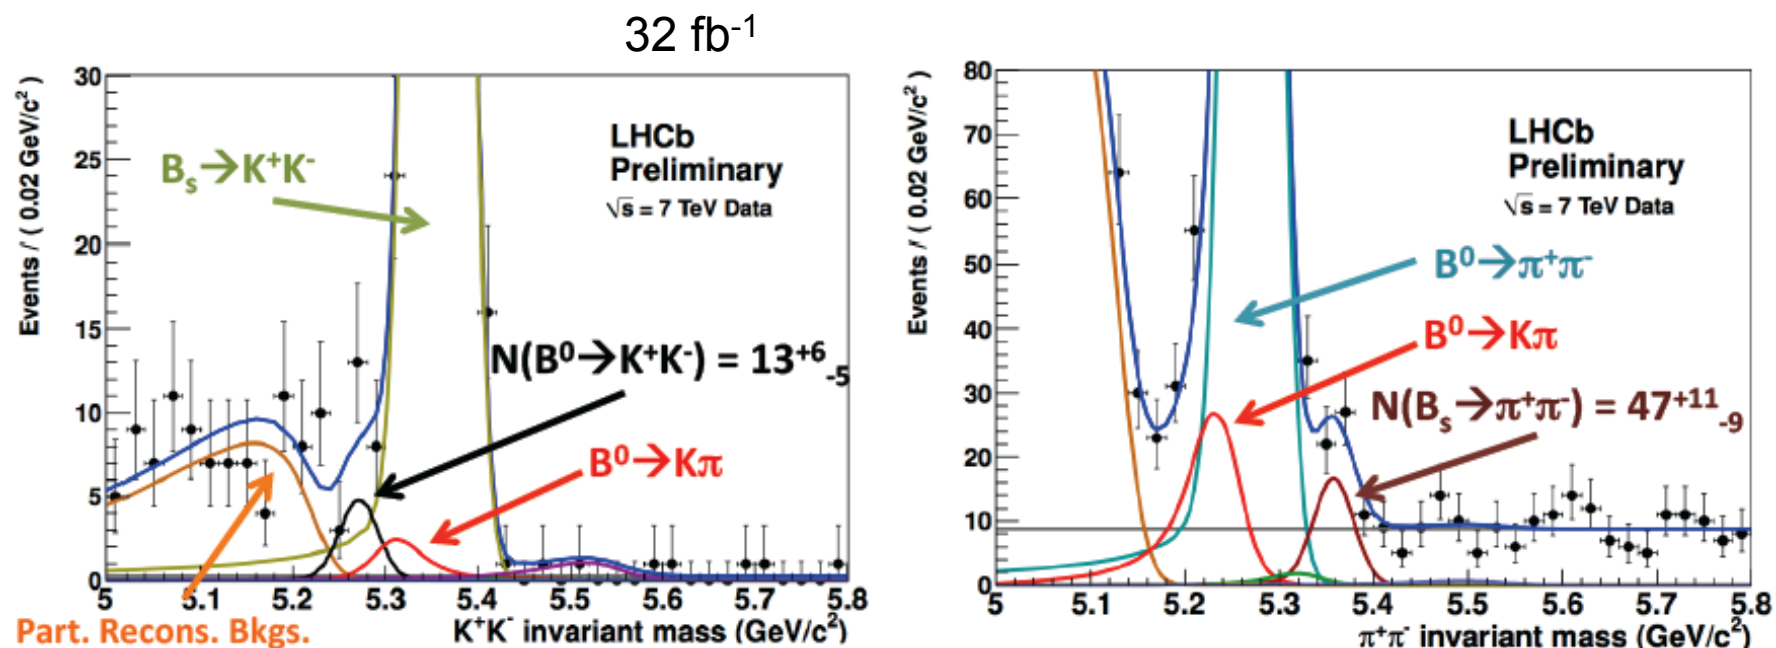 32 fb⁻¹
Events / ( 0.02 GeV/c²)
30
25
20
15
10
5
0
LHCb
Preliminary
√s = 7 TeV Data
Bₛ→K⁺K⁻
N(B⁰→K⁺K⁻) = 13⁺⁶₋₅
B⁰→Kπ
5 5.1 5.2 5.3 5.4 5.5 5.6 5.7 5.8
Part. Recons. Bkgs.
K⁺K⁻ invariant mass (GeV/c²)
Events / ( 0.02 GeV/c²)
80
70
60
50
40
30
20
10
0
LHCb
Preliminary
√s = 7 TeV Data
B⁰→π⁺π⁻
B⁰→Kπ
N(Bₛ→π⁺π⁻) = 47⁺¹¹₋₉
5 5.1 5.2 5.3 5.4 5.5 5.6 5.7 5.8
π⁺π⁻ invariant mass (GeV/c²)